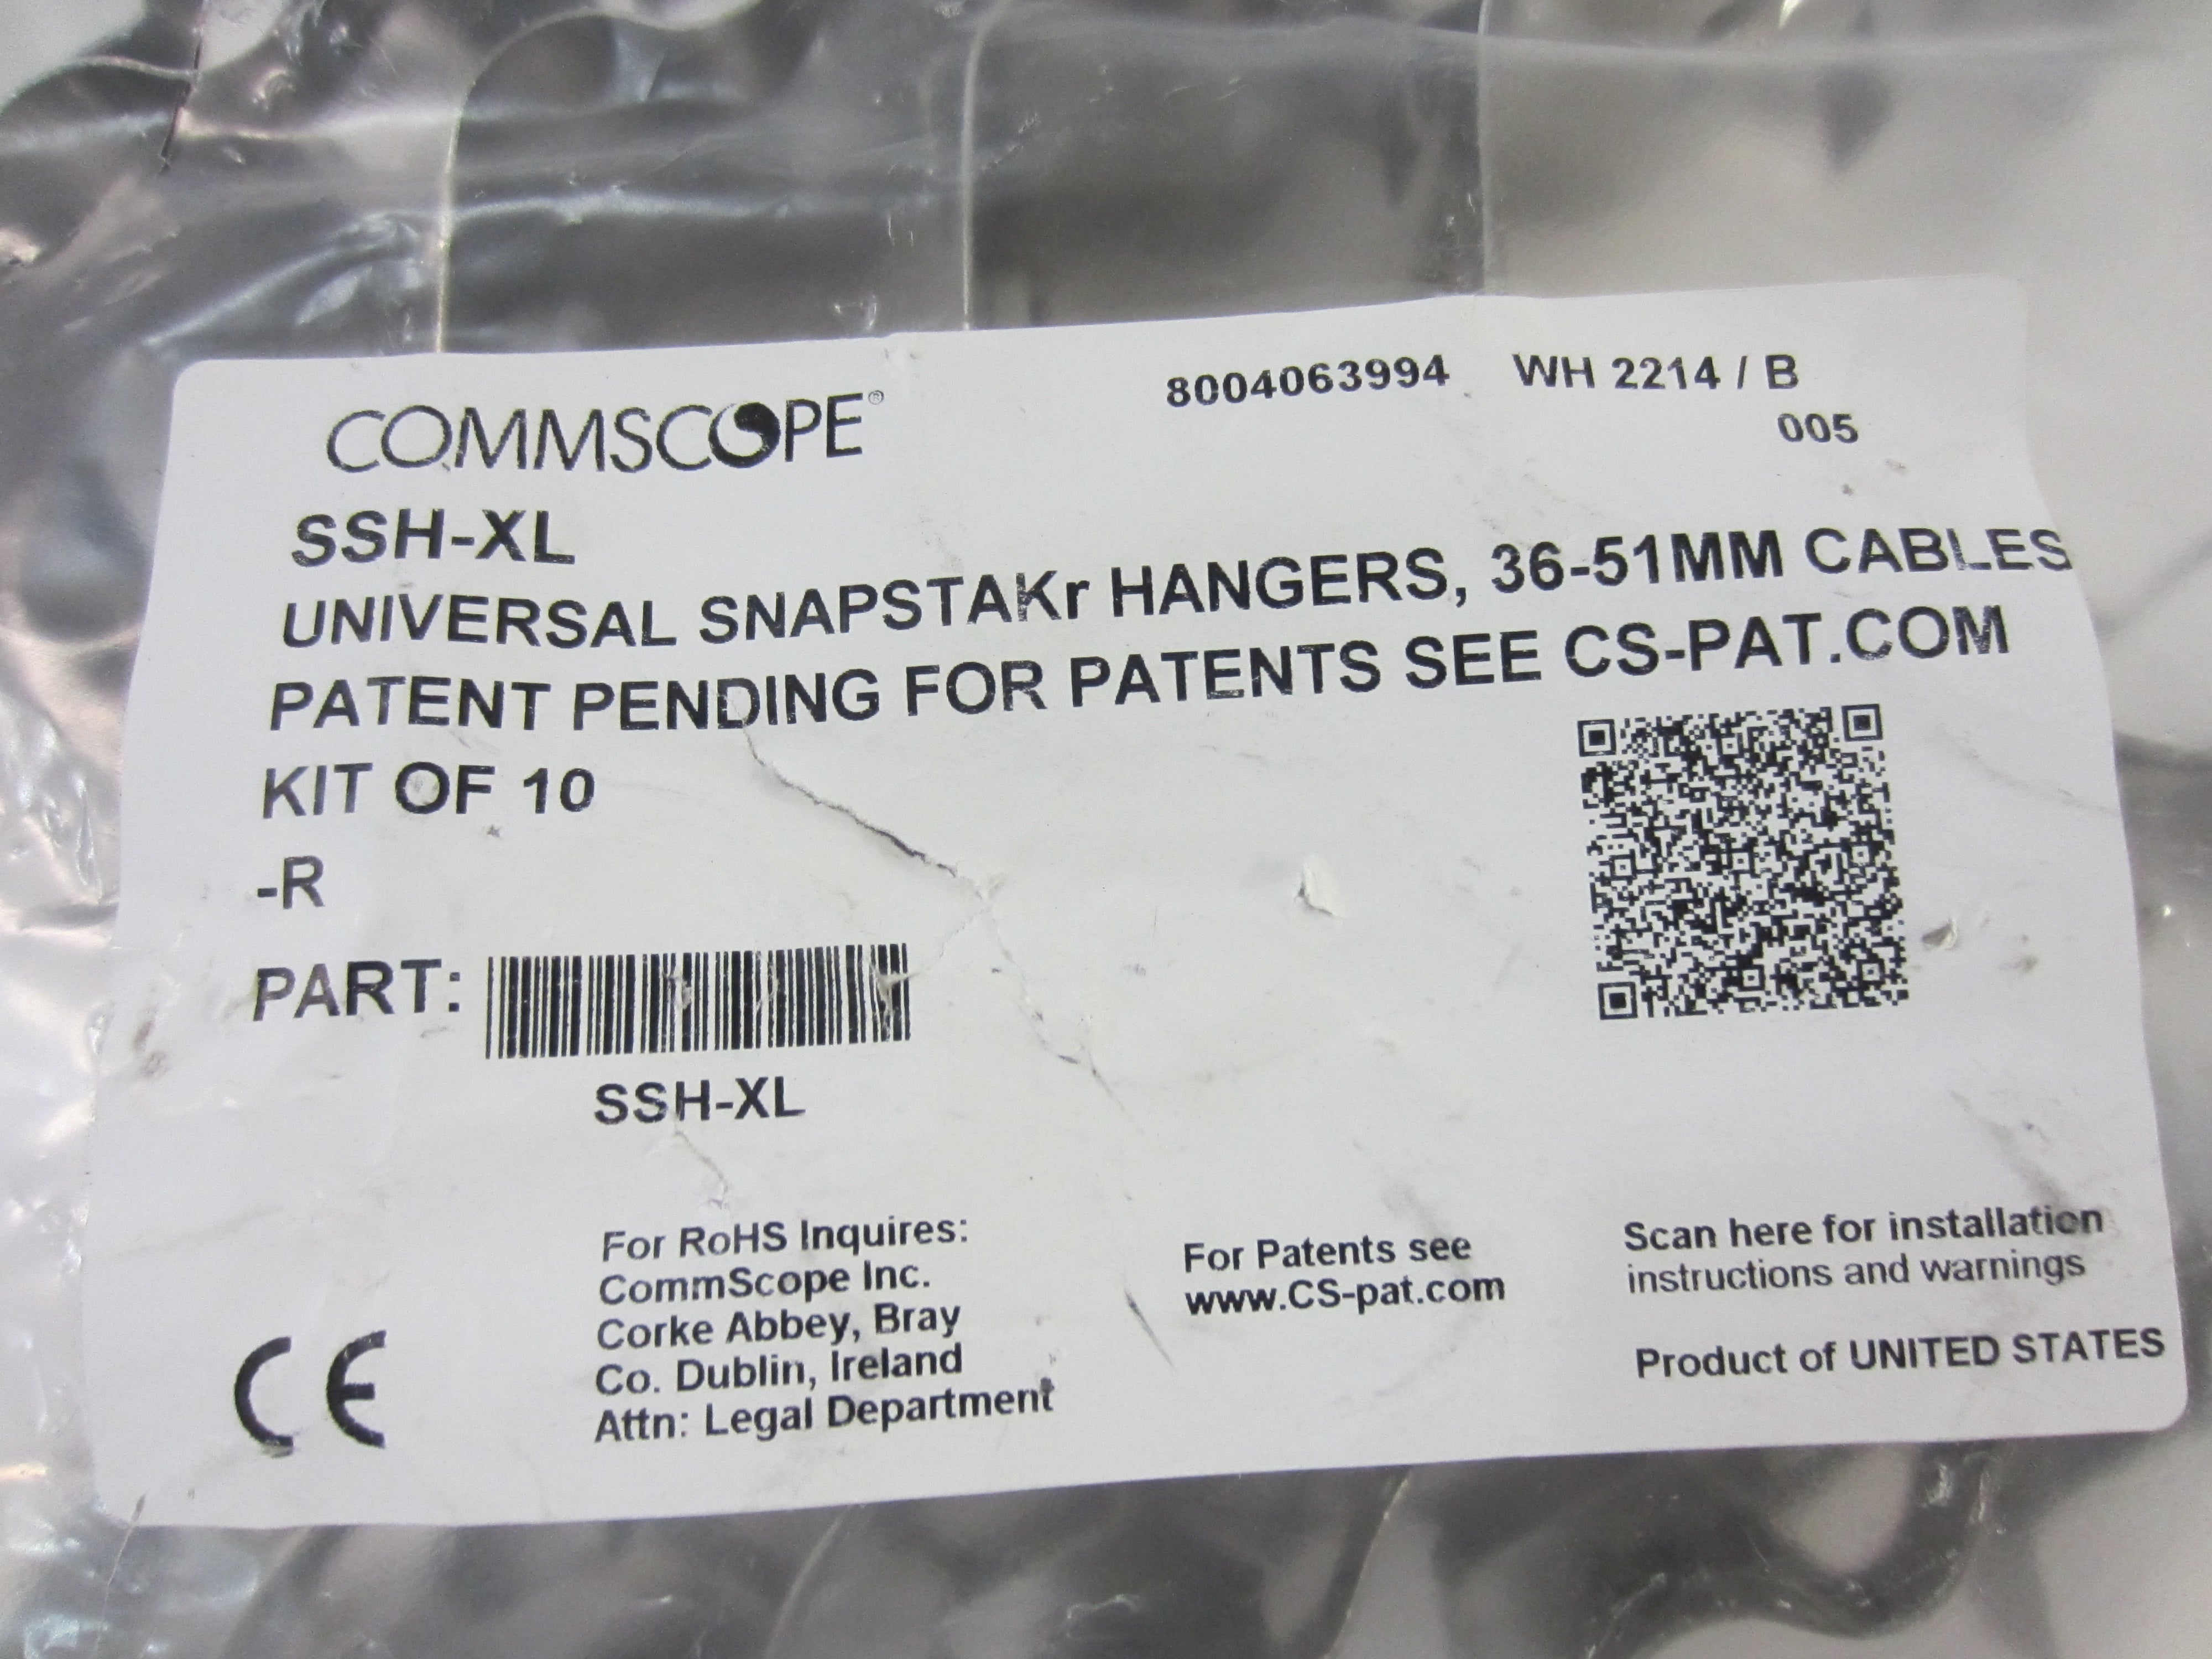 COMMSCOPE®
8004063994 WH 2214 / B
005
SSH-XL
UNIVERSAL SNAPSTAKr HANGERS, 36-51MM CABLES
PATENT PENDING FOR PATENTS SEE CS-PAT.COM
KIT OF 10
-R
PART:
SSH-XL
For RoHS Inquires:
CommScope Inc.
Corke Abbey, Bray
Co. Dublin, Ireland
Attn: Legal Department
For Patents see
www.CS-pat.com
Scan here for installation
instructions and warnings
Product of UNITED STATES
CE